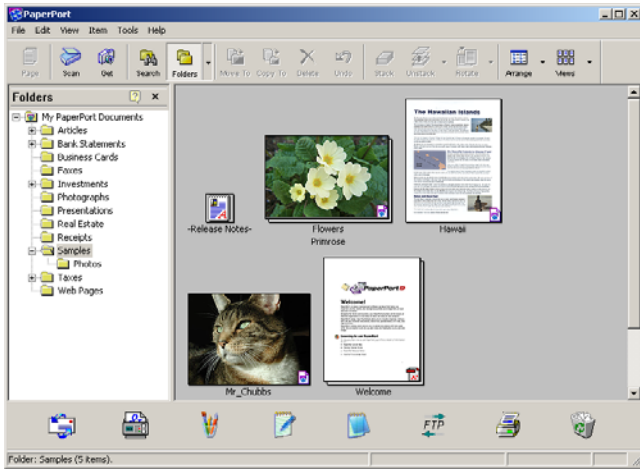 PaperPort
File Edit View Item Tools Help
Page Scan Get Search Folders Move To Copy To Delete Undo Stack Unstack Rotate Arrange Views
Folders
My PaperPort Documents
Articles
Bank Statements
Business Cards
Faxes
Investments
Photographs
Presentations
Real Estate
Receipts
Samples
Photos
Taxes
Web Pages
The Hawaiian Islands
-Release Notes-
Flowers
Primrose
Hawaii
PaperPort
Welcome!
Mr_Chubbs
Welcome
FTP
Folder: Samples (5 items).